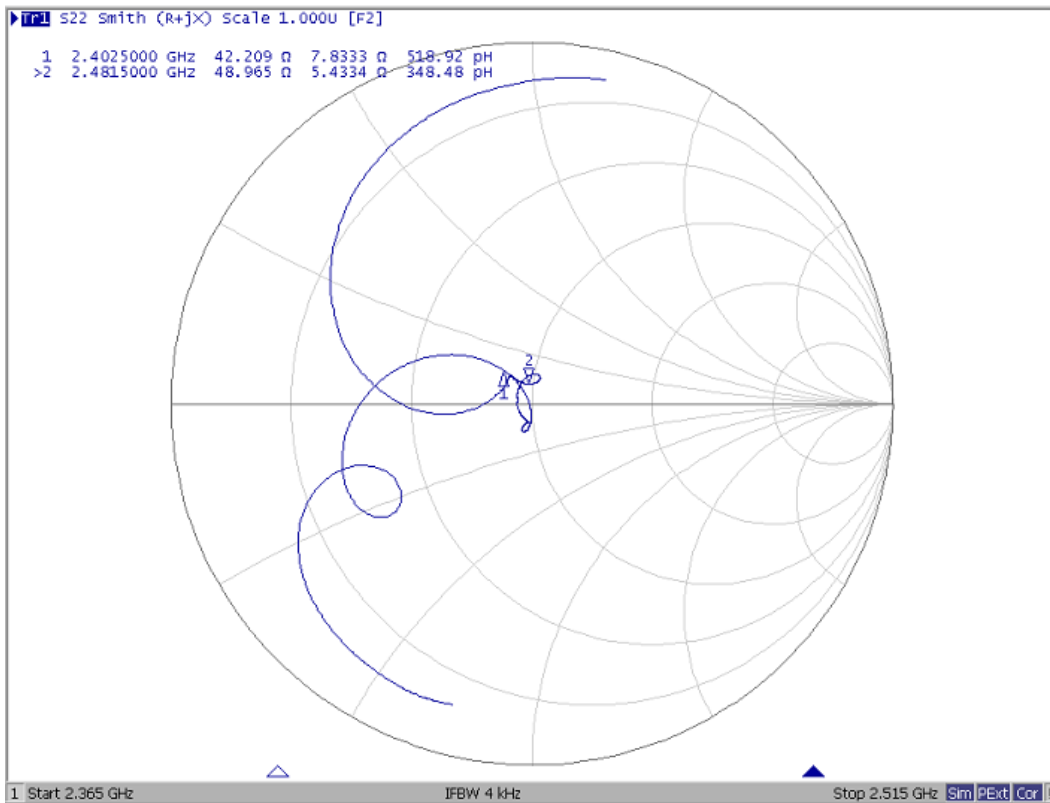 Tr1 S22 Smith (R+jX) Scale 1.000U [F2]
1 2.4025000 GHz 42.209 Ω 7.8333 Ω 518.92 pH
>2 2.4815000 GHz 48.965 Ω 5.4334 Ω 348.48 pH
2
1
1 Start 2.365 GHz IFBW 4 kHz Stop 2.515 GHz Sim PExt Cor